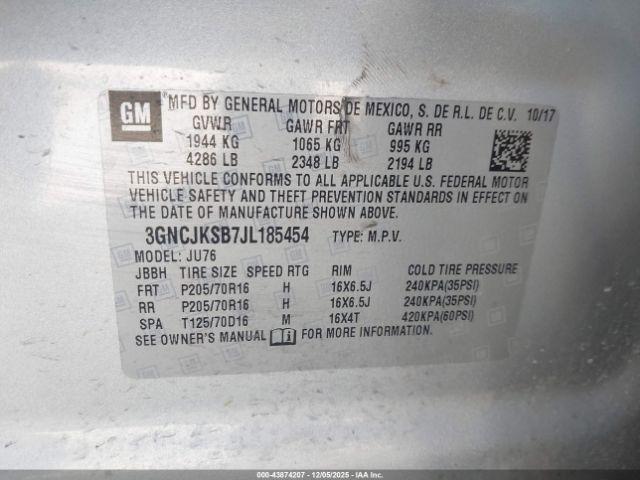 GM
MFD BY GENERAL MOTORS DE MEXICO, S. DE R.L. DE C.V. 10/17
GVWR GAWR FRT GAWR RR
1944 KG 1065 KG 995 KG
4286 LB 2348 LB 2194 LB
THIS VEHICLE CONFORMS TO ALL APPLICABLE U.S. FEDERAL MOTOR
VEHICLE SAFETY AND THEFT PREVENTION STANDARDS IN EFFECT ON
THE DATE OF MANUFACTURE SHOWN ABOVE.
3GNCJKSB7JL185454 TYPE: M.P.V.
MODEL: JU76
JBBH TIRE SIZE SPEED RTG RIM COLD TIRE PRESSURE
FRT P205/70R16 H 16X6.5J 240KPA(35PSI)
RR P205/70R16 H 16X6.5J 240KPA(35PSI)
SPA T125/70D16 M 16X4T 420KPA(60PSI)
SEE OWNER'S MANUAL FOR MORE INFORMATION.
000-43874207 - 12/05/2025 - IAAI.COM